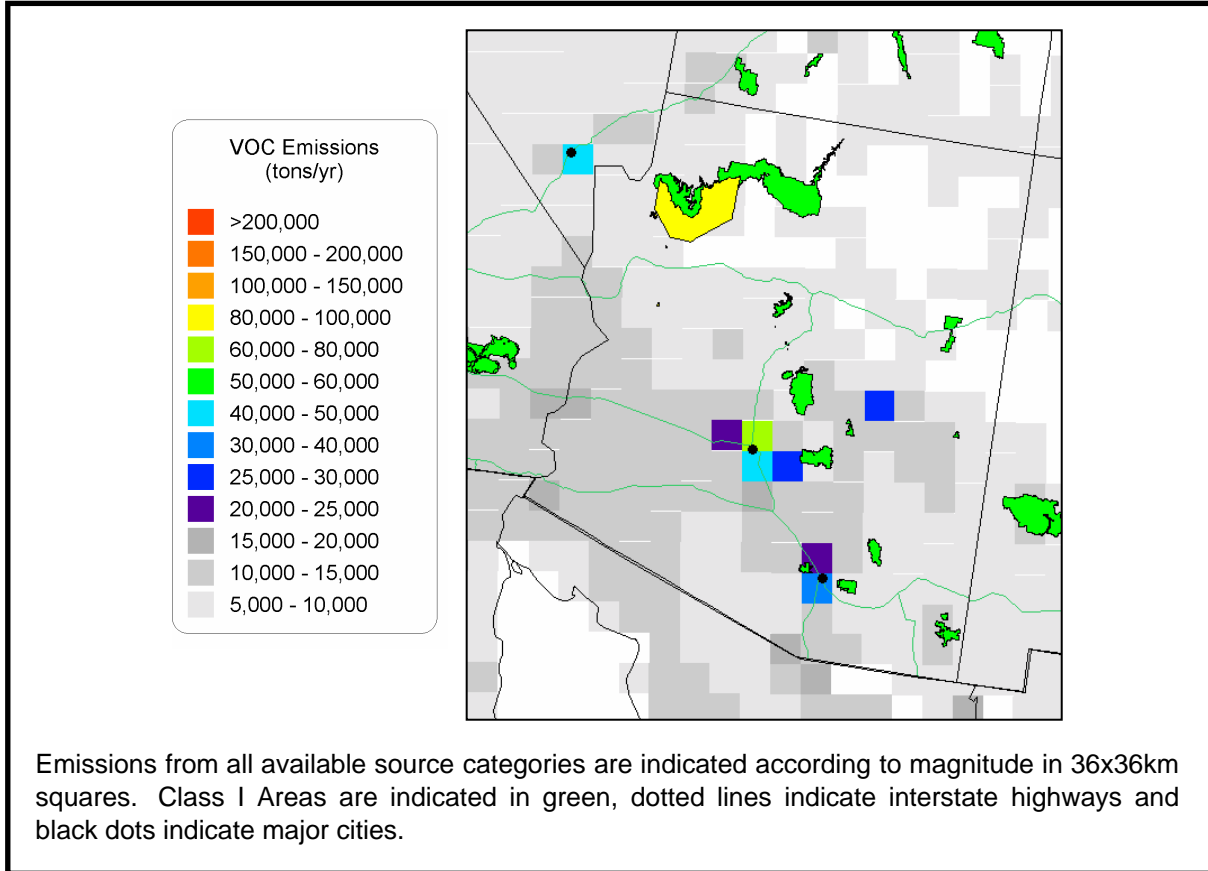 VOC Emissions
(tons/yr)
>200,000
150,000 - 200,000
100,000 - 150,000
80,000 - 100,000
60,000 - 80,000
50,000 - 60,000
40,000 - 50,000
30,000 - 40,000
25,000 - 30,000
20,000 - 25,000
15,000 - 20,000
10,000 - 15,000
5,000 - 10,000
Emissions from all available source categories are indicated according to magnitude in 36x36km
squares. Class I Areas are indicated in green, dotted lines indicate interstate highways and
black dots indicate major cities.